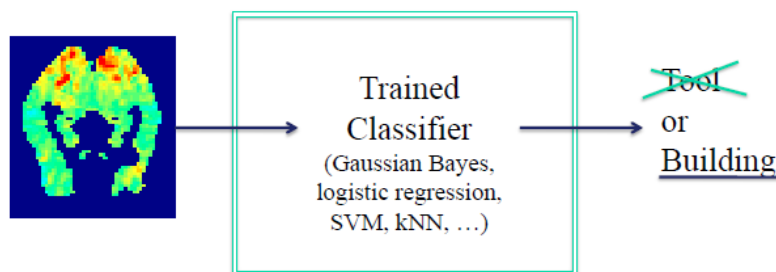 Trained
Classifier
(Gaussian Bayes,
logistic regression,
SVM, kNN, …)
Tool
or
Building